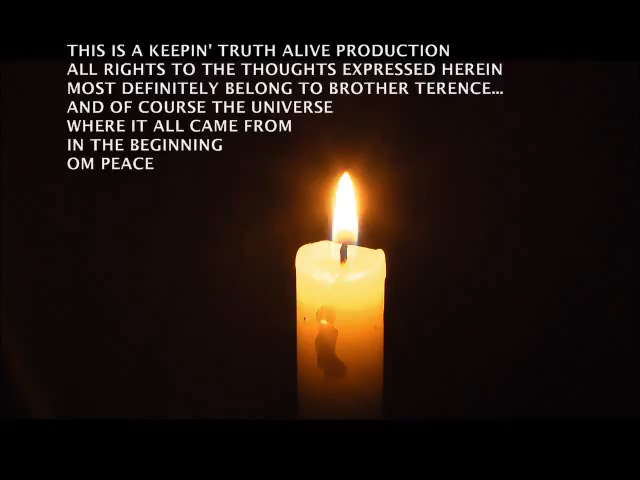 THIS IS A KEEPIN' TRUTH ALIVE PRODUCTION
ALL RIGHTS TO THE THOUGHTS EXPRESSED HEREIN
MOST DEFINITELY BELONG TO BROTHER TERENCE...
AND OF COURSE THE UNIVERSE
WHERE IT ALL CAME FROM
IN THE BEGINNING
OM PEACE